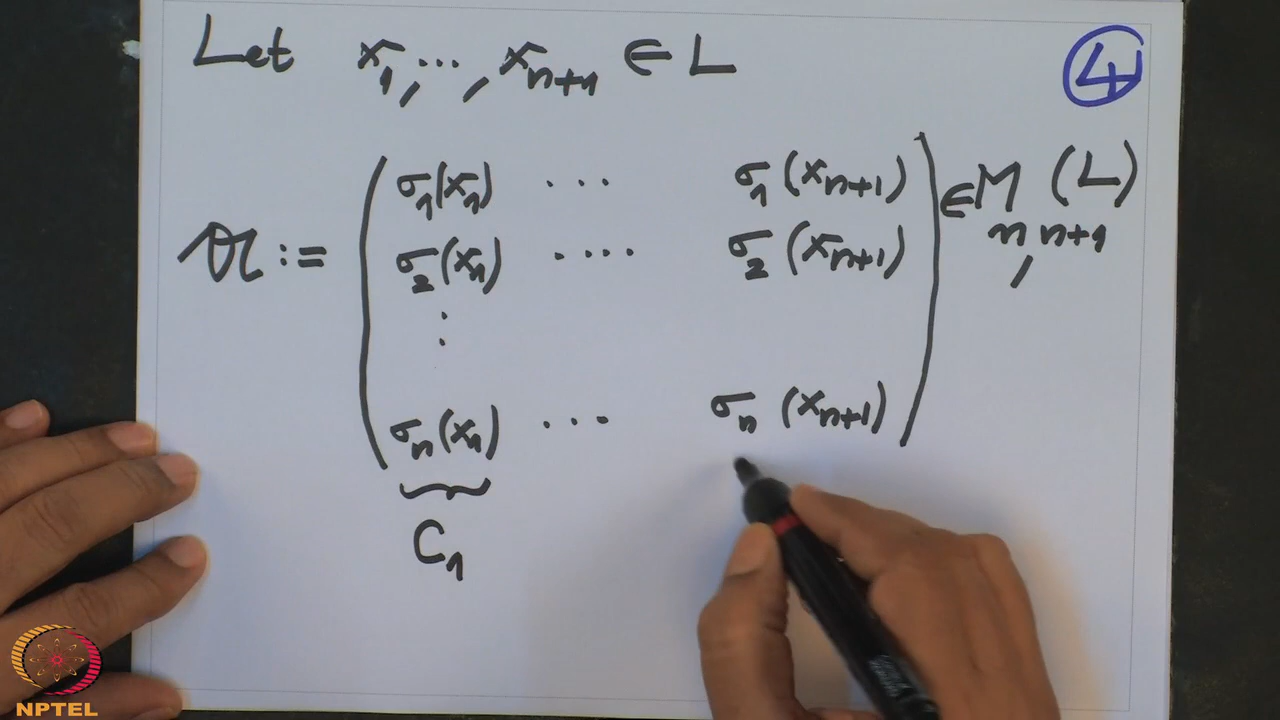 Let x₁, ..., xₙ₊₁ ∈ L
④
𝔄 := ( σ₁(x₁) ... σ₁(xₙ₊₁)
σ₂(x₁) .... σ₂(xₙ₊₁)
⋮
σₙ(x₁) ... σₙ(xₙ₊₁) ) ∈ M_{n, n+1}(L)
C₁
NPTEL